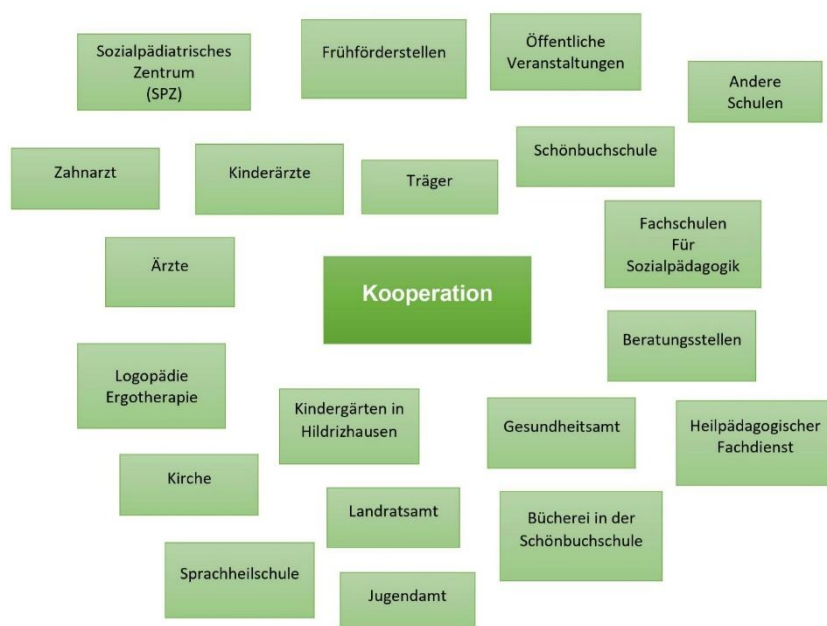 Sozialpädiatrisches
Zentrum
(SPZ)
Frühförderstellen
Öffentliche
Veranstaltungen
Andere
Schulen
Zahnarzt
Kinderärzte
Träger
Schönbuchschule
Ärzte
Kooperation
Fachschulen
Für
Sozialpädagogik
Beratungsstellen
Logopädie
Ergotherapie
Kindergärten in
Hildrizhausen
Gesundheitsamt
Heilpädagogischer
Fachdienst
Kirche
Landratsamt
Bücherei in der
Schönbuchschule
Sprachheilschule
Jugendamt